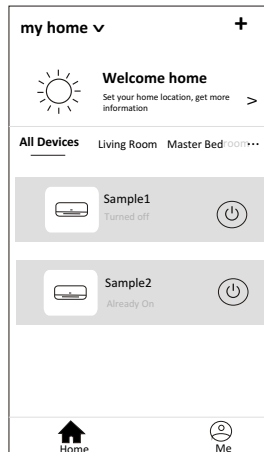 my home
+
Welcome home
Set your home location, get more
information
>
All Devices Living Room Master Bedroom ···
Sample1
Turned off
Sample2
Already On
Home Me